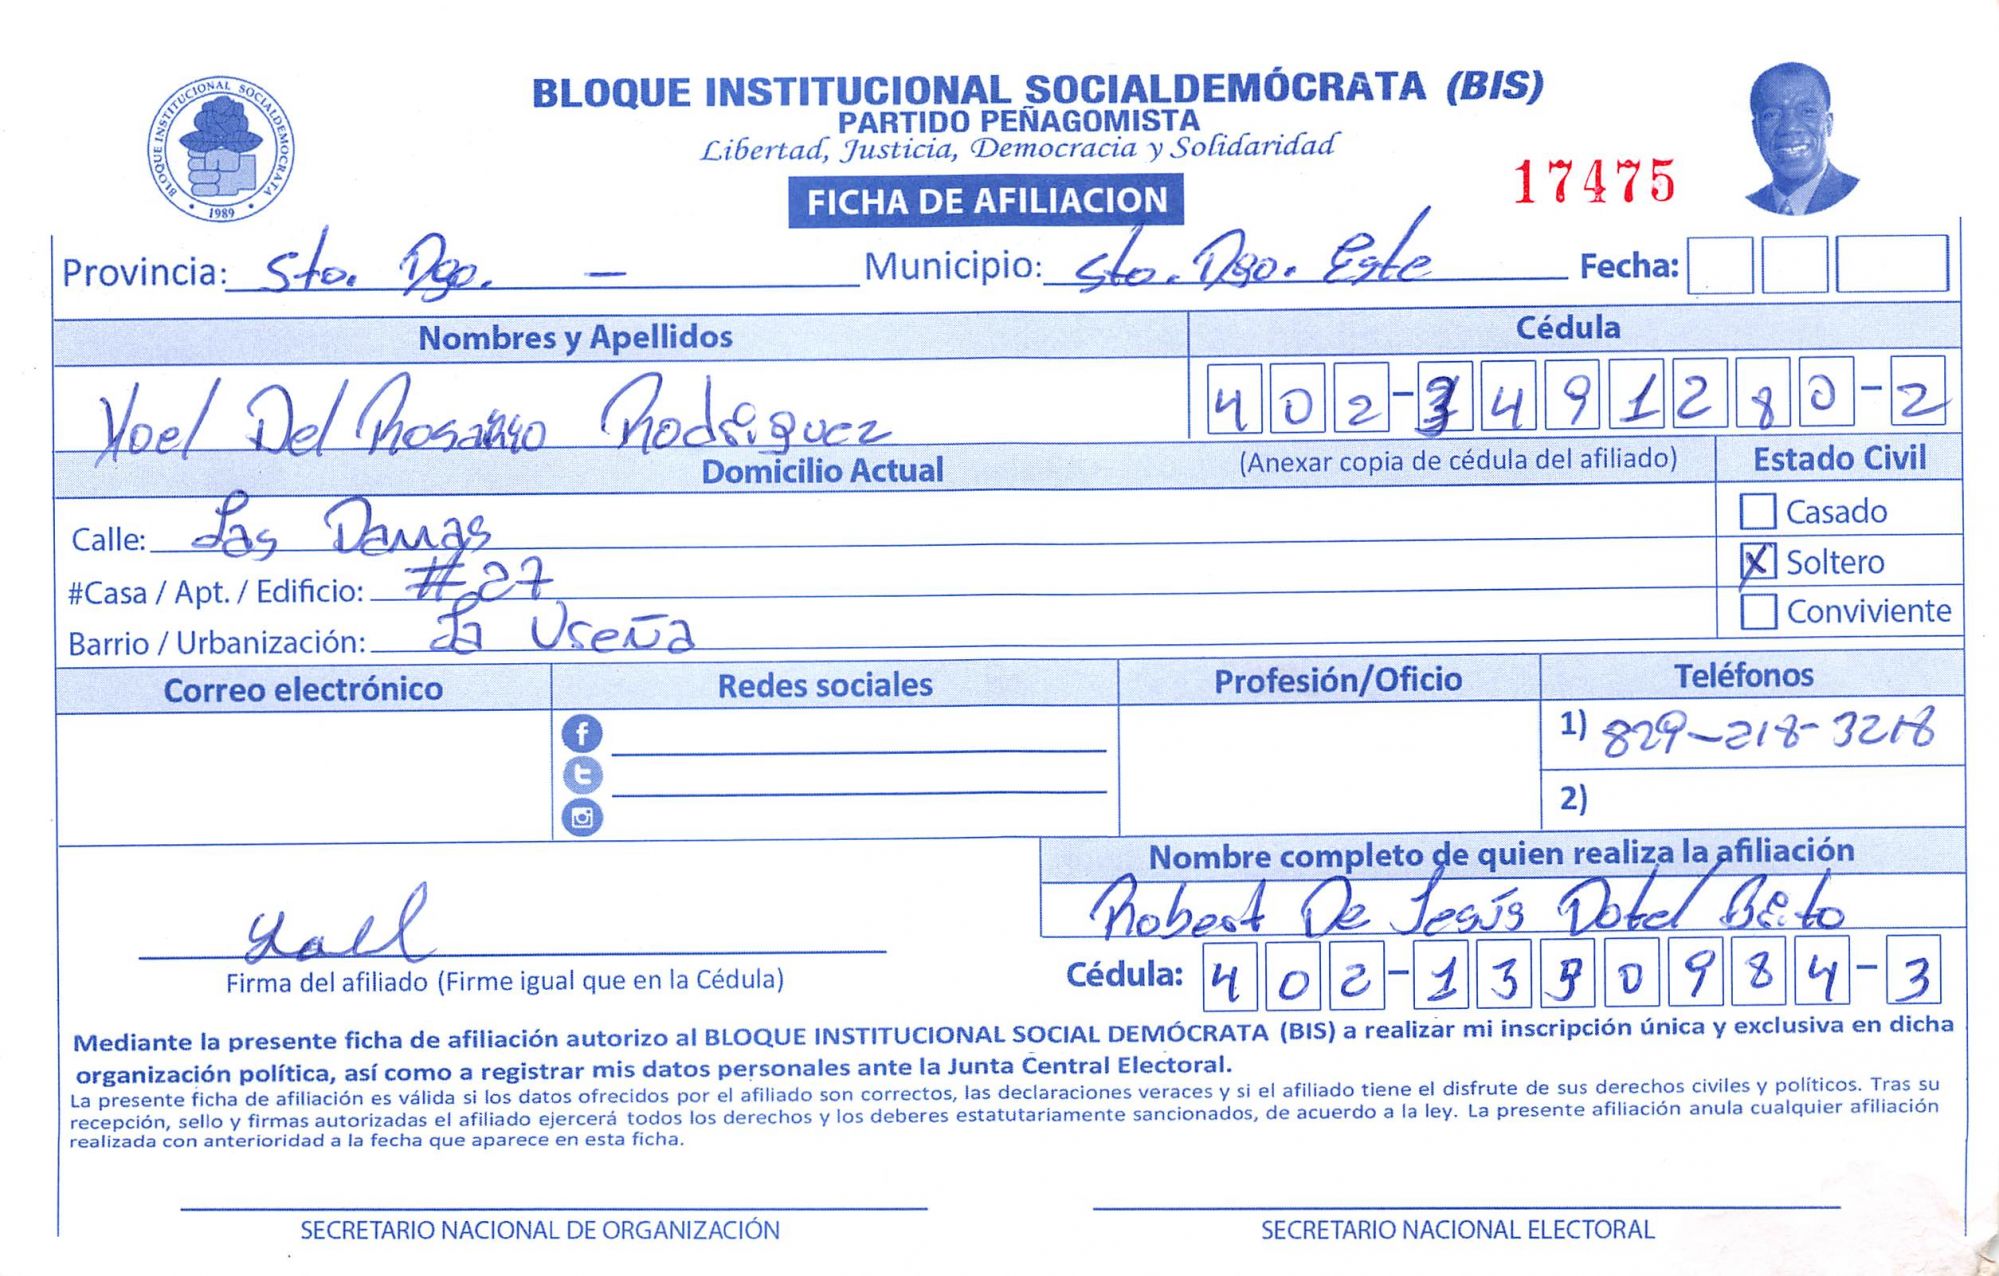 BLOQUE INSTITUCIONAL SOCIALDEMÓCRATA (BIS)
PARTIDO PEÑAGOMISTA
Libertad, Justicia, Democracia y Solidaridad
BLOQUE INSTITUCIONAL SOCIALDEMOCRATA
1989
17475
FICHA DE AFILIACION
Provincia: Sto. Dgo. — Municipio: Sto. Dgo. Este Fecha:
Nombres y Apellidos Cédula
Yoel Del Rosario Rodriguez 402-3491280-2
Domicilio Actual (Anexar copia de cédula del afiliado) Estado Civil
Calle: Las Damas Casado
#Casa / Apt. / Edificio: #27 X Soltero
Barrio / Urbanización: La Ureña Conviviente
Correo electrónico Redes sociales Profesión/Oficio Teléfonos
1) 829-218-3218
2)
Nombre completo de quien realiza la afiliación
Robert De Jesús Dotel Brito
Firma del afiliado (Firme igual que en la Cédula) Cédula: 402-1330984-3
Mediante la presente ficha de afiliación autorizo al BLOQUE INSTITUCIONAL SOCIAL DEMÓCRATA (BIS) a realizar mi inscripción única y exclusiva en dicha
organización política, así como a registrar mis datos personales ante la Junta Central Electoral.
La presente ficha de afiliación es válida si los datos ofrecidos por el afiliado son correctos, las declaraciones veraces y si el afiliado tiene el disfrute de sus derechos civiles y políticos. Tras su
recepción, sello y firmas autorizadas el afiliado ejercerá todos los derechos y los deberes estatutariamente sancionados, de acuerdo a la ley. La presente afiliación anula cualquier afiliación
realizada con anterioridad a la fecha que aparece en esta ficha.
SECRETARIO NACIONAL DE ORGANIZACIÓN SECRETARIO NACIONAL ELECTORAL